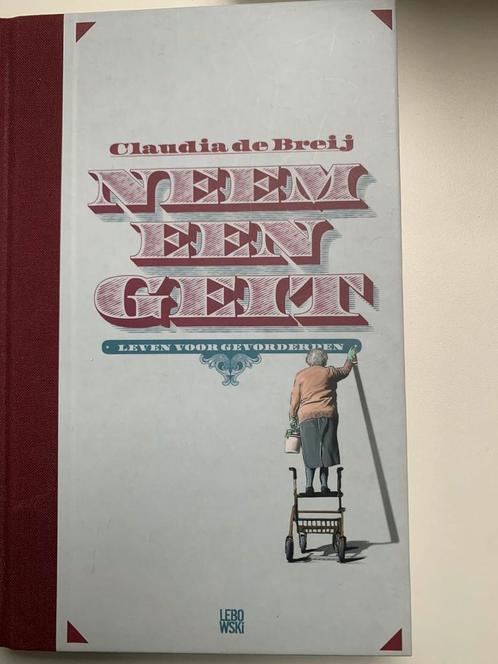 Claudia de Breij
NEEM
EEN
GEIT
LEVEN VOOR GEVORDERDEN
LEBO
WSKI